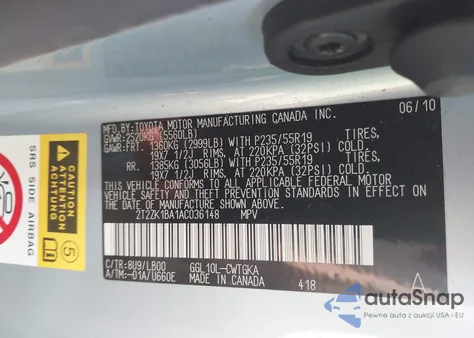 MFD.BY:TOYOTA MOTOR MANUFACTURING CANADA INC. 06/10
GVWR:2520KG (5560LB)
GAWR:FRT. 1360KG (2999LB)WITH P235/55R19 TIRES,
19X7 1/2J RIMS, AT 220KPA (32PSI) COLD.
RR. 1385KG (3056LB)WITH P235/55R19 TIRES,
19X7 1/2J RIMS, AT 220KPA (32PSI) COLD.
THIS VEHICLE CONFORMS TO ALL APPLICABLE FEDERAL MOTOR
VEHICLE SAFETY AND THEFT PREVENTION STANDARDS IN EFFECT
ON THE DATE OF MANUFACTURE SHOWN ABOVE.
2T2ZK1BA1AC036148 MPV
C/TR:8U9/LB00 GGL10L-CWTGKA
A/TM:-01A/U660E MADE IN CANADA 418
SRS SIDE AIRBAG
CAUTION
ATTENTION
5
autoSnap
Pewne auta z aukcji USA i EU